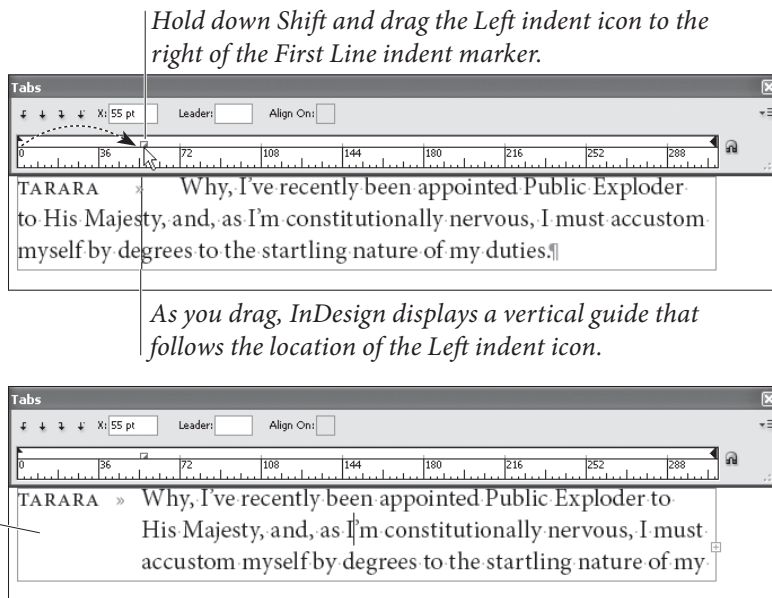 Hold down Shift and drag the Left indent icon to the
right of the First Line indent marker.
Tabs
X: 55 pt Leader: Align On:
0 36 72 108 144 180 216 252 288
TARARA » Why, I've recently been appointed Public Exploder
to His Majesty, and, as I'm constitutionally nervous, I must accustom
myself by degrees to the startling nature of my duties.¶
As you drag, InDesign displays a vertical guide that
follows the location of the Left indent icon.
Tabs
X: 55 pt Leader: Align On:
0 36 72 108 144 180 216 252 288
TARARA » Why, I've recently been appointed Public Exploder to
His Majesty, and, as I'm constitutionally nervous, I must
accustom myself by degrees to the startling nature of my